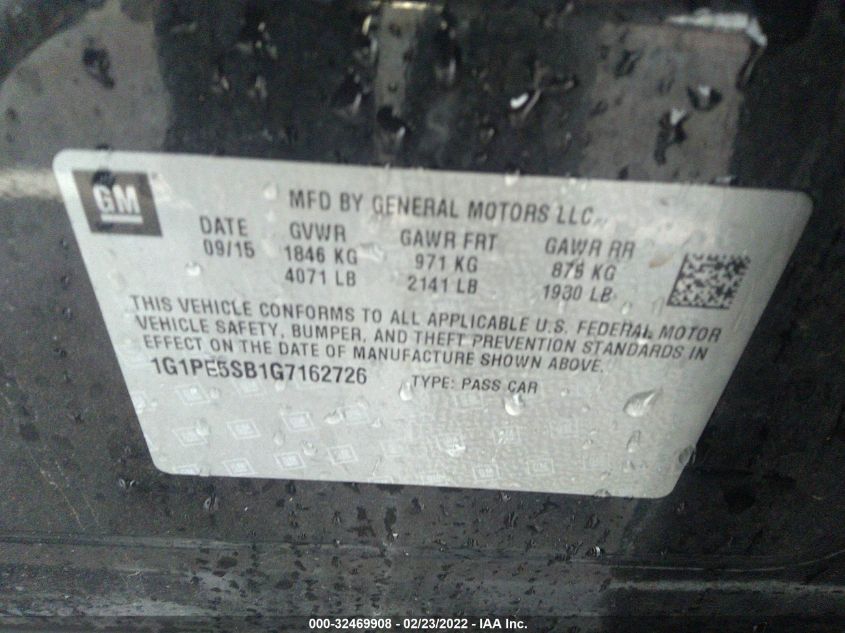 GM
MFD BY GENERAL MOTORS LLC
DATE GVWR GAWR FRT GAWR RR
09/15 1846 KG 971 KG 875 KG
4071 LB 2141 LB 1930 LB
THIS VEHICLE CONFORMS TO ALL APPLICABLE U.S. FEDERAL MOTOR
VEHICLE SAFETY, BUMPER, AND THEFT PREVENTION STANDARDS IN
EFFECT ON THE DATE OF MANUFACTURE SHOWN ABOVE.
1G1PE5SB1G7162726 TYPE: PASS CAR
000-32469908 - 02/23/2022 - IAA Inc.